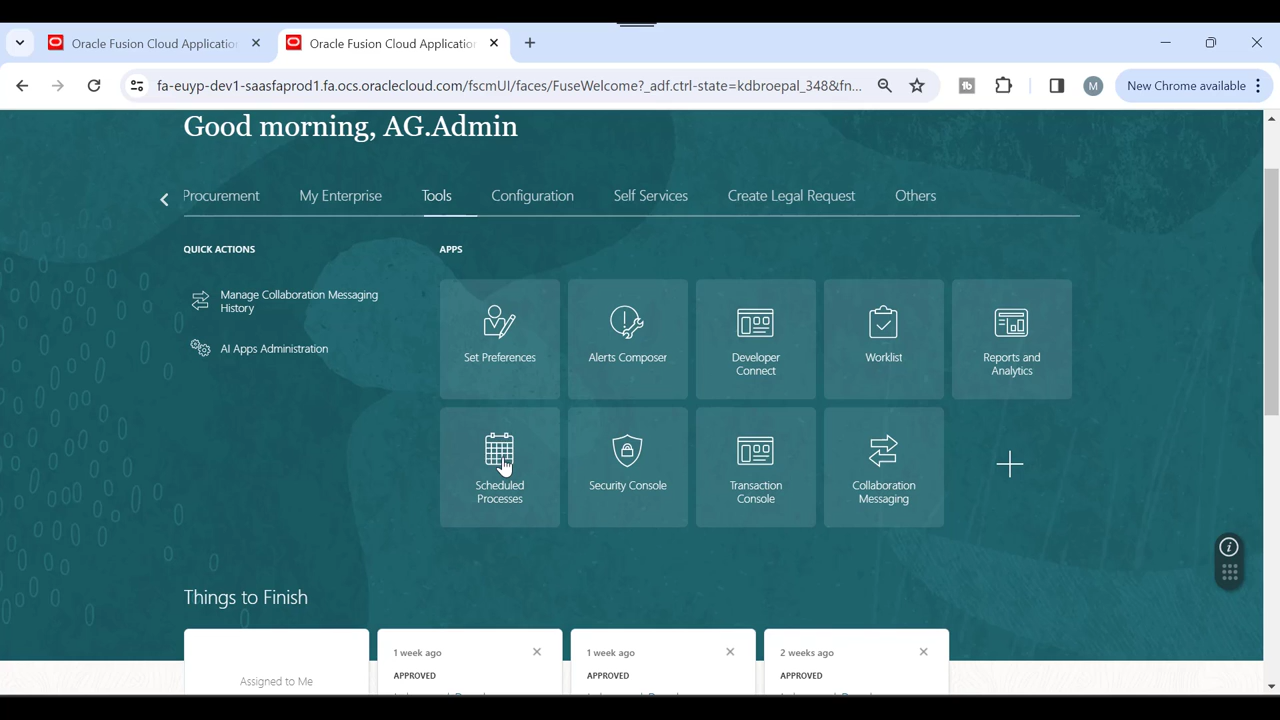 Oracle Fusion Cloud Applicatio
Oracle Fusion Cloud Application
fa-euyp-dev1-saasfaprod1.fa.ocs.oraclecloud.com/fscmUI/faces/FuseWelcome?_adf.ctrl-state=kdbroepal_348&fn...
M
New Chrome available
Good morning, AG.Admin
Procurement My Enterprise Tools Configuration Self Services Create Legal Request Others
QUICK ACTIONS
Manage Collaboration Messaging
History
AI Apps Administration
APPS
Set Preferences
Alerts Composer
Developer
Connect
Worklist
Reports and
Analytics
Scheduled
Processes
Security Console
Transaction
Console
Collaboration
Messaging
Things to Finish
Assigned to Me
1 week ago
APPROVED
1 week ago
APPROVED
2 weeks ago
APPROVED